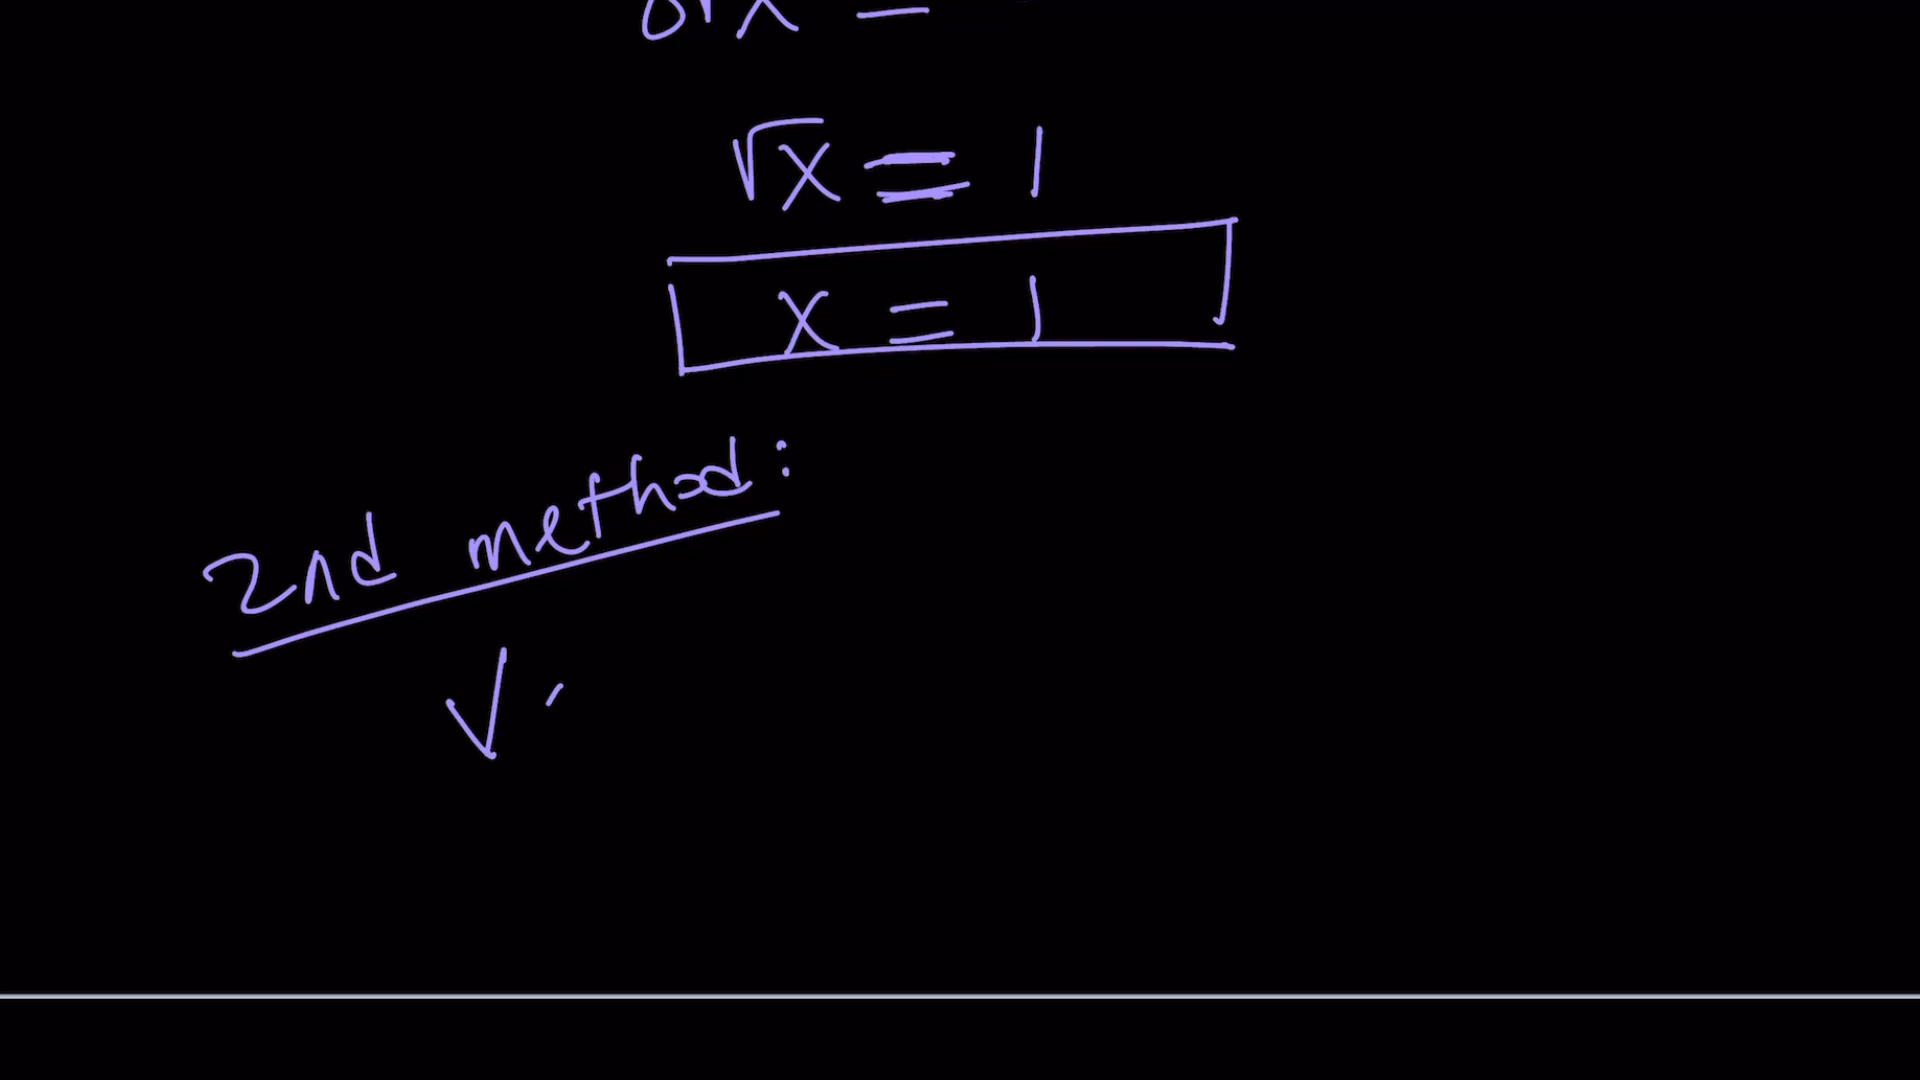 √x = 1
x = 1
2nd method:
√